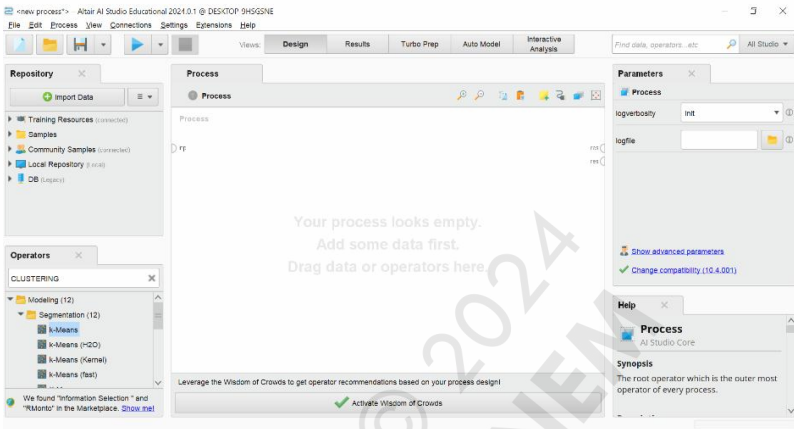 <new process*> – Altair AI Studio Educational 2024.0.1 @ DESKTOP-9HSGSNE
File Edit Process View Connections Settings Extensions Help
Views: Design Results Turbo Prep Auto Model Interactive Analysis
Find data, operators...etc All Studio
Repository
Import Data
Training Resources (connected)
Samples
Community Samples (connected)
Local Repository (Local)
DB (Legacy)
Operators
CLUSTERING
Modeling (12)
Segmentation (12)
k-Means
k-Means (H2O)
k-Means (Kernel)
k-Means (fast)
We found "Information Selection " and
"RMonto" in the Marketplace. Show me!
Process
Process
Process
Your process looks empty.
Add some data first.
Drag data or operators here.
Leverage the Wisdom of Crowds to get operator recommendations based on your process design!
Activate Wisdom of Crowds
Parameters
Process
logverbosity init
logfile
Show advanced parameters
Change compatibility (10.4.001)
Help
Process
AI Studio Core
Synopsis
The root operator which is the outer most
operator of every process.
© 2024